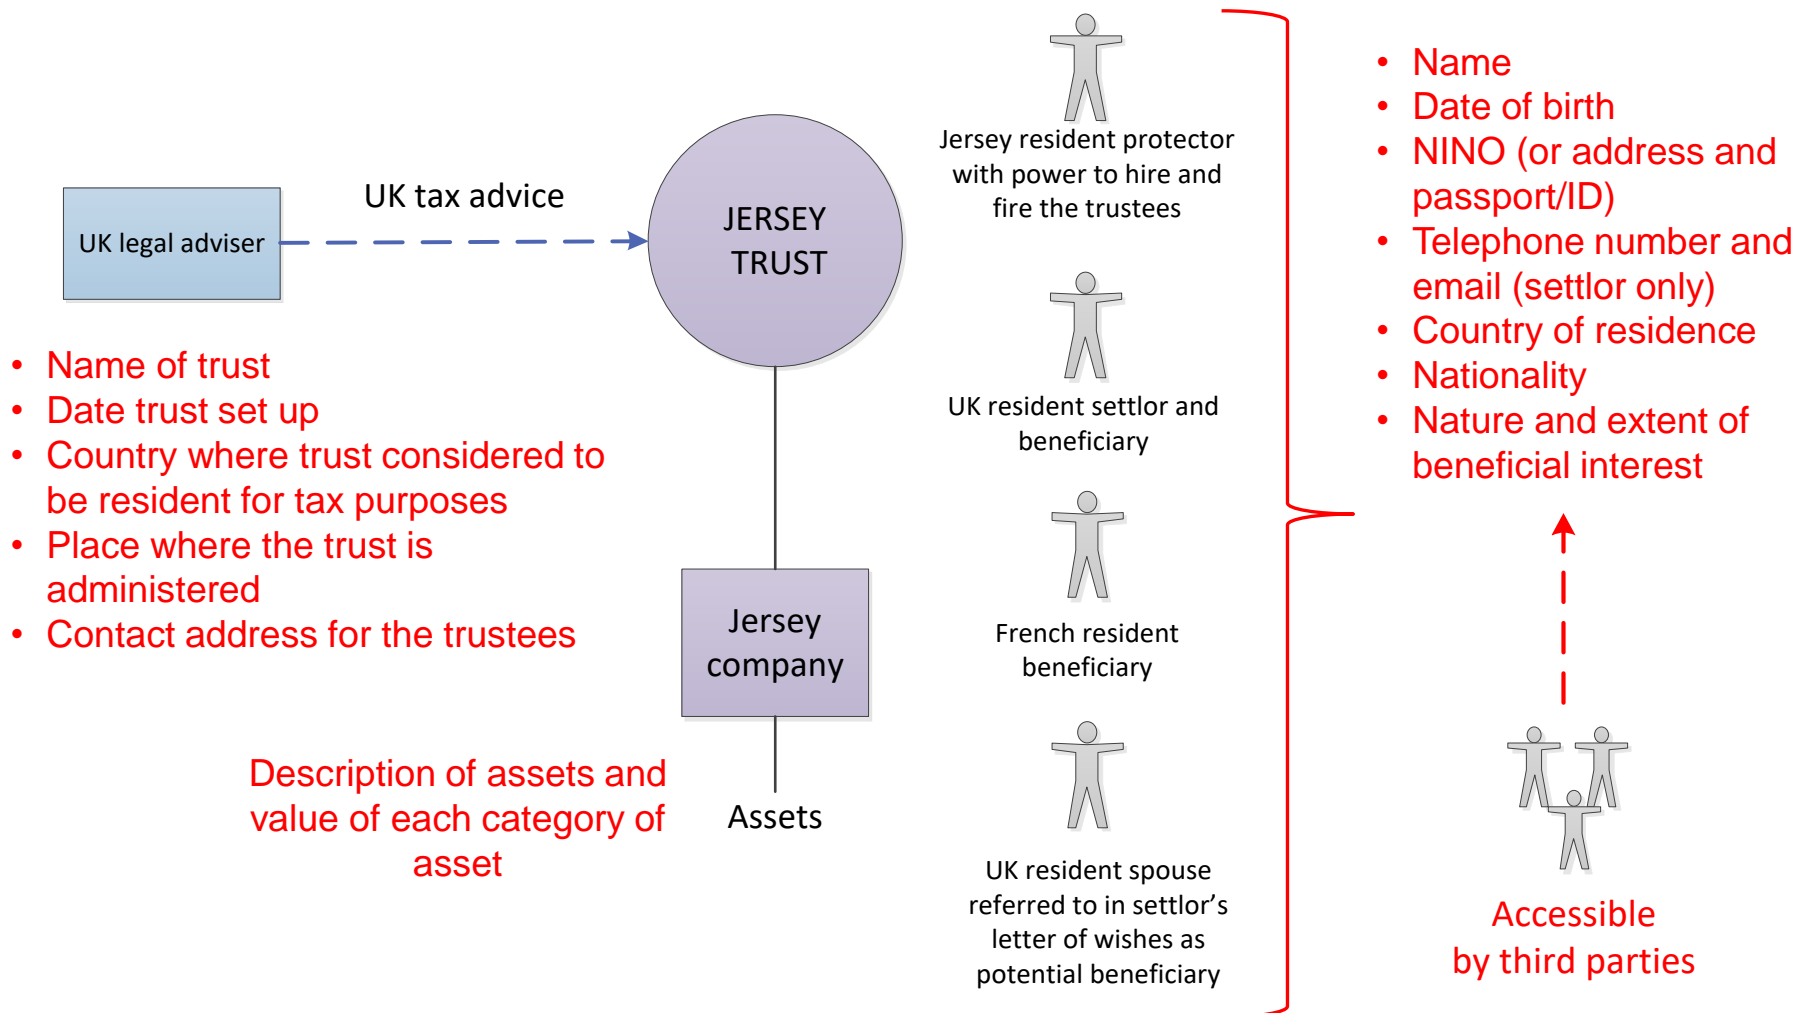 UK legal adviser
UK tax advice
JERSEY
TRUST
• Name of trust
• Date trust set up
• Country where trust considered to
be resident for tax purposes
• Place where the trust is
administered
• Contact address for the trustees
Jersey
company
Description of assets and
value of each category of
asset
Assets
Jersey resident protector
with power to hire and
fire the trustees
UK resident settlor and
beneficiary
French resident
beneficiary
UK resident spouse
referred to in settlor’s
letter of wishes as
potential beneficiary
• Name
• Date of birth
• NINO (or address and
passport/ID)
• Telephone number and
email (settlor only)
• Country of residence
• Nationality
• Nature and extent of
beneficial interest
Accessible
by third parties